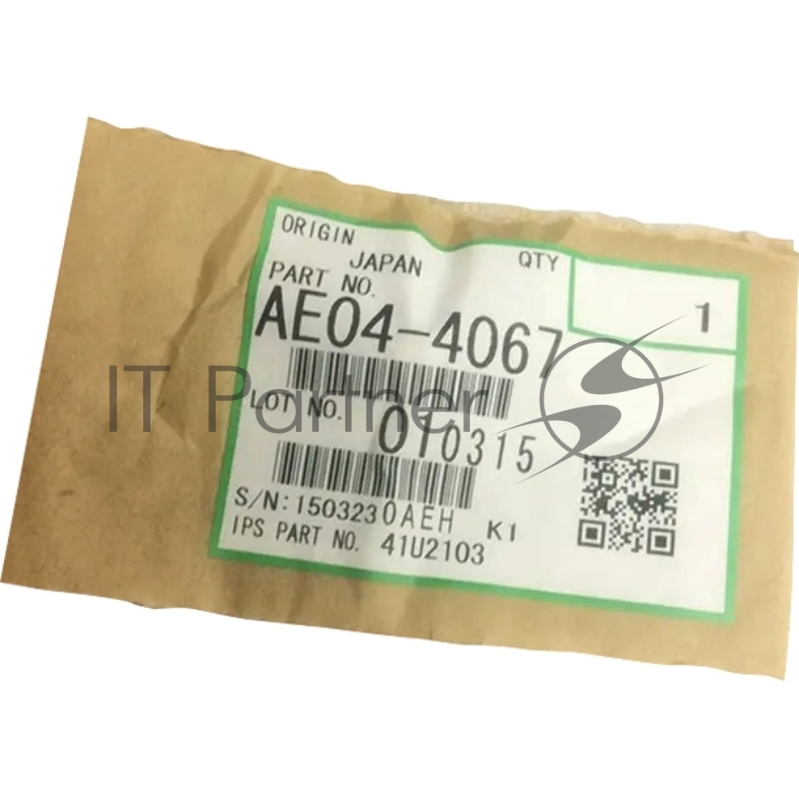 ORIGIN
JAPAN
QTY
1
PART NO.
AE04-4067
IT Partner
LOT NO.
010315
S/N:1503230AEH K1
IPS PART NO. 41U2103